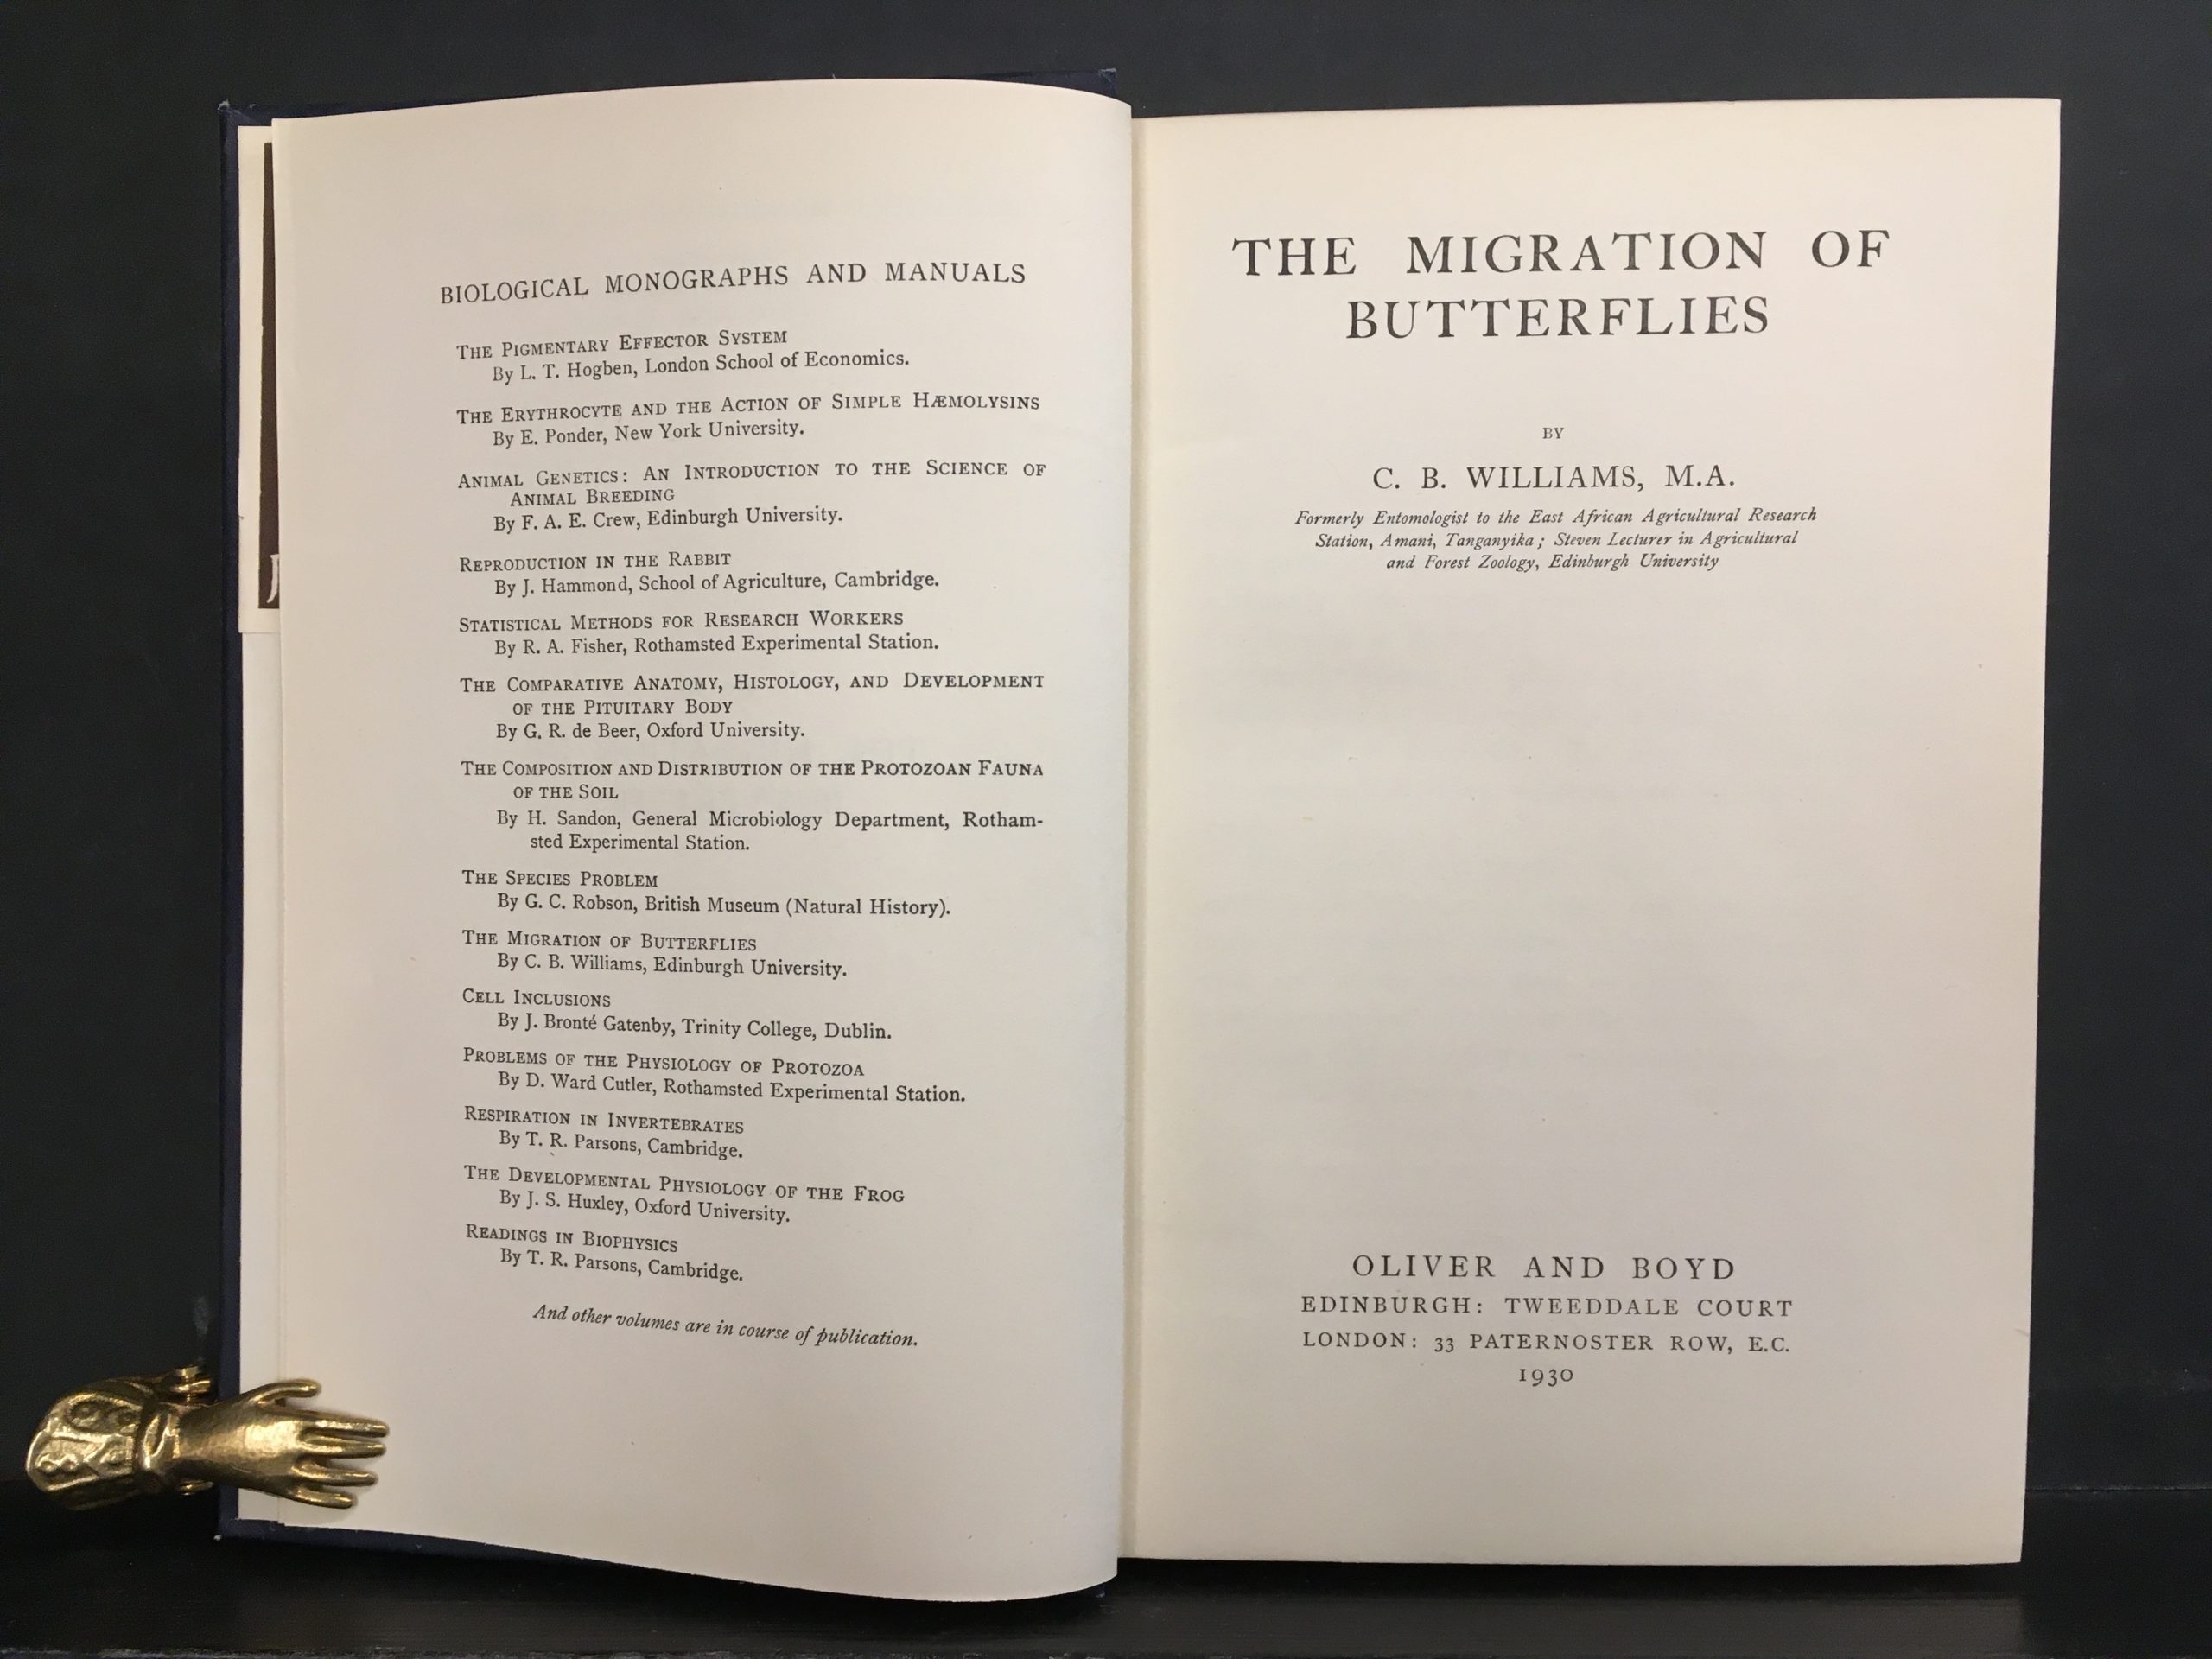 BIOLOGICAL MONOGRAPHS AND MANUALS
THE PIGMENTARY EFFECTOR SYSTEM
By L. T. Hogben, London School of Economics.
THE ERYTHROCYTE AND THE ACTION OF SIMPLE HÆMOLYSINS
By E. Ponder, New York University.
ANIMAL GENETICS: AN INTRODUCTION TO THE SCIENCE OF
ANIMAL BREEDING
By F. A. E. Crew, Edinburgh University.
REPRODUCTION IN THE RABBIT
By J. Hammond, School of Agriculture, Cambridge.
STATISTICAL METHODS FOR RESEARCH WORKERS
By R. A. Fisher, Rothamsted Experimental Station.
THE COMPARATIVE ANATOMY, HISTOLOGY, AND DEVELOPMENT
OF THE PITUITARY BODY
By G. R. de Beer, Oxford University.
THE COMPOSITION AND DISTRIBUTION OF THE PROTOZOAN FAUNA
OF THE SOIL
By H. Sandon, General Microbiology Department, Rotham-
sted Experimental Station.
THE SPECIES PROBLEM
By G. C. Robson, British Museum (Natural History).
THE MIGRATION OF BUTTERFLIES
By C. B. Williams, Edinburgh University.
CELL INCLUSIONS
By J. Bronté Gatenby, Trinity College, Dublin.
PROBLEMS OF THE PHYSIOLOGY OF PROTOZOA
By D. Ward Cutler, Rothamsted Experimental Station.
RESPIRATION IN INVERTEBRATES
By T. R. Parsons, Cambridge.
THE DEVELOPMENTAL PHYSIOLOGY OF THE FROG
By J. S. Huxley, Oxford University.
READINGS IN BIOPHYSICS
By T. R. Parsons, Cambridge.
And other volumes are in course of publication.
THE MIGRATION OF
BUTTERFLIES
BY
C. B. WILLIAMS, M.A.
Formerly Entomologist to the East African Agricultural Research
Station, Amani, Tanganyika; Steven Lecturer in Agricultural
and Forest Zoology, Edinburgh University
OLIVER AND BOYD
EDINBURGH: TWEEDDALE COURT
LONDON: 33 PATERNOSTER ROW, E.C.
1930